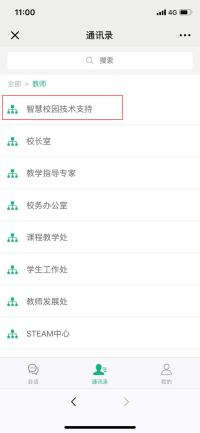 11:00
4G
通讯录
搜索
全部 > 教师
智慧校园技术支持
校长室
教学指导专家
校务办公室
课程教学处
学生工作处
教师发展处
STEAM中心
会话
通讯录
我的